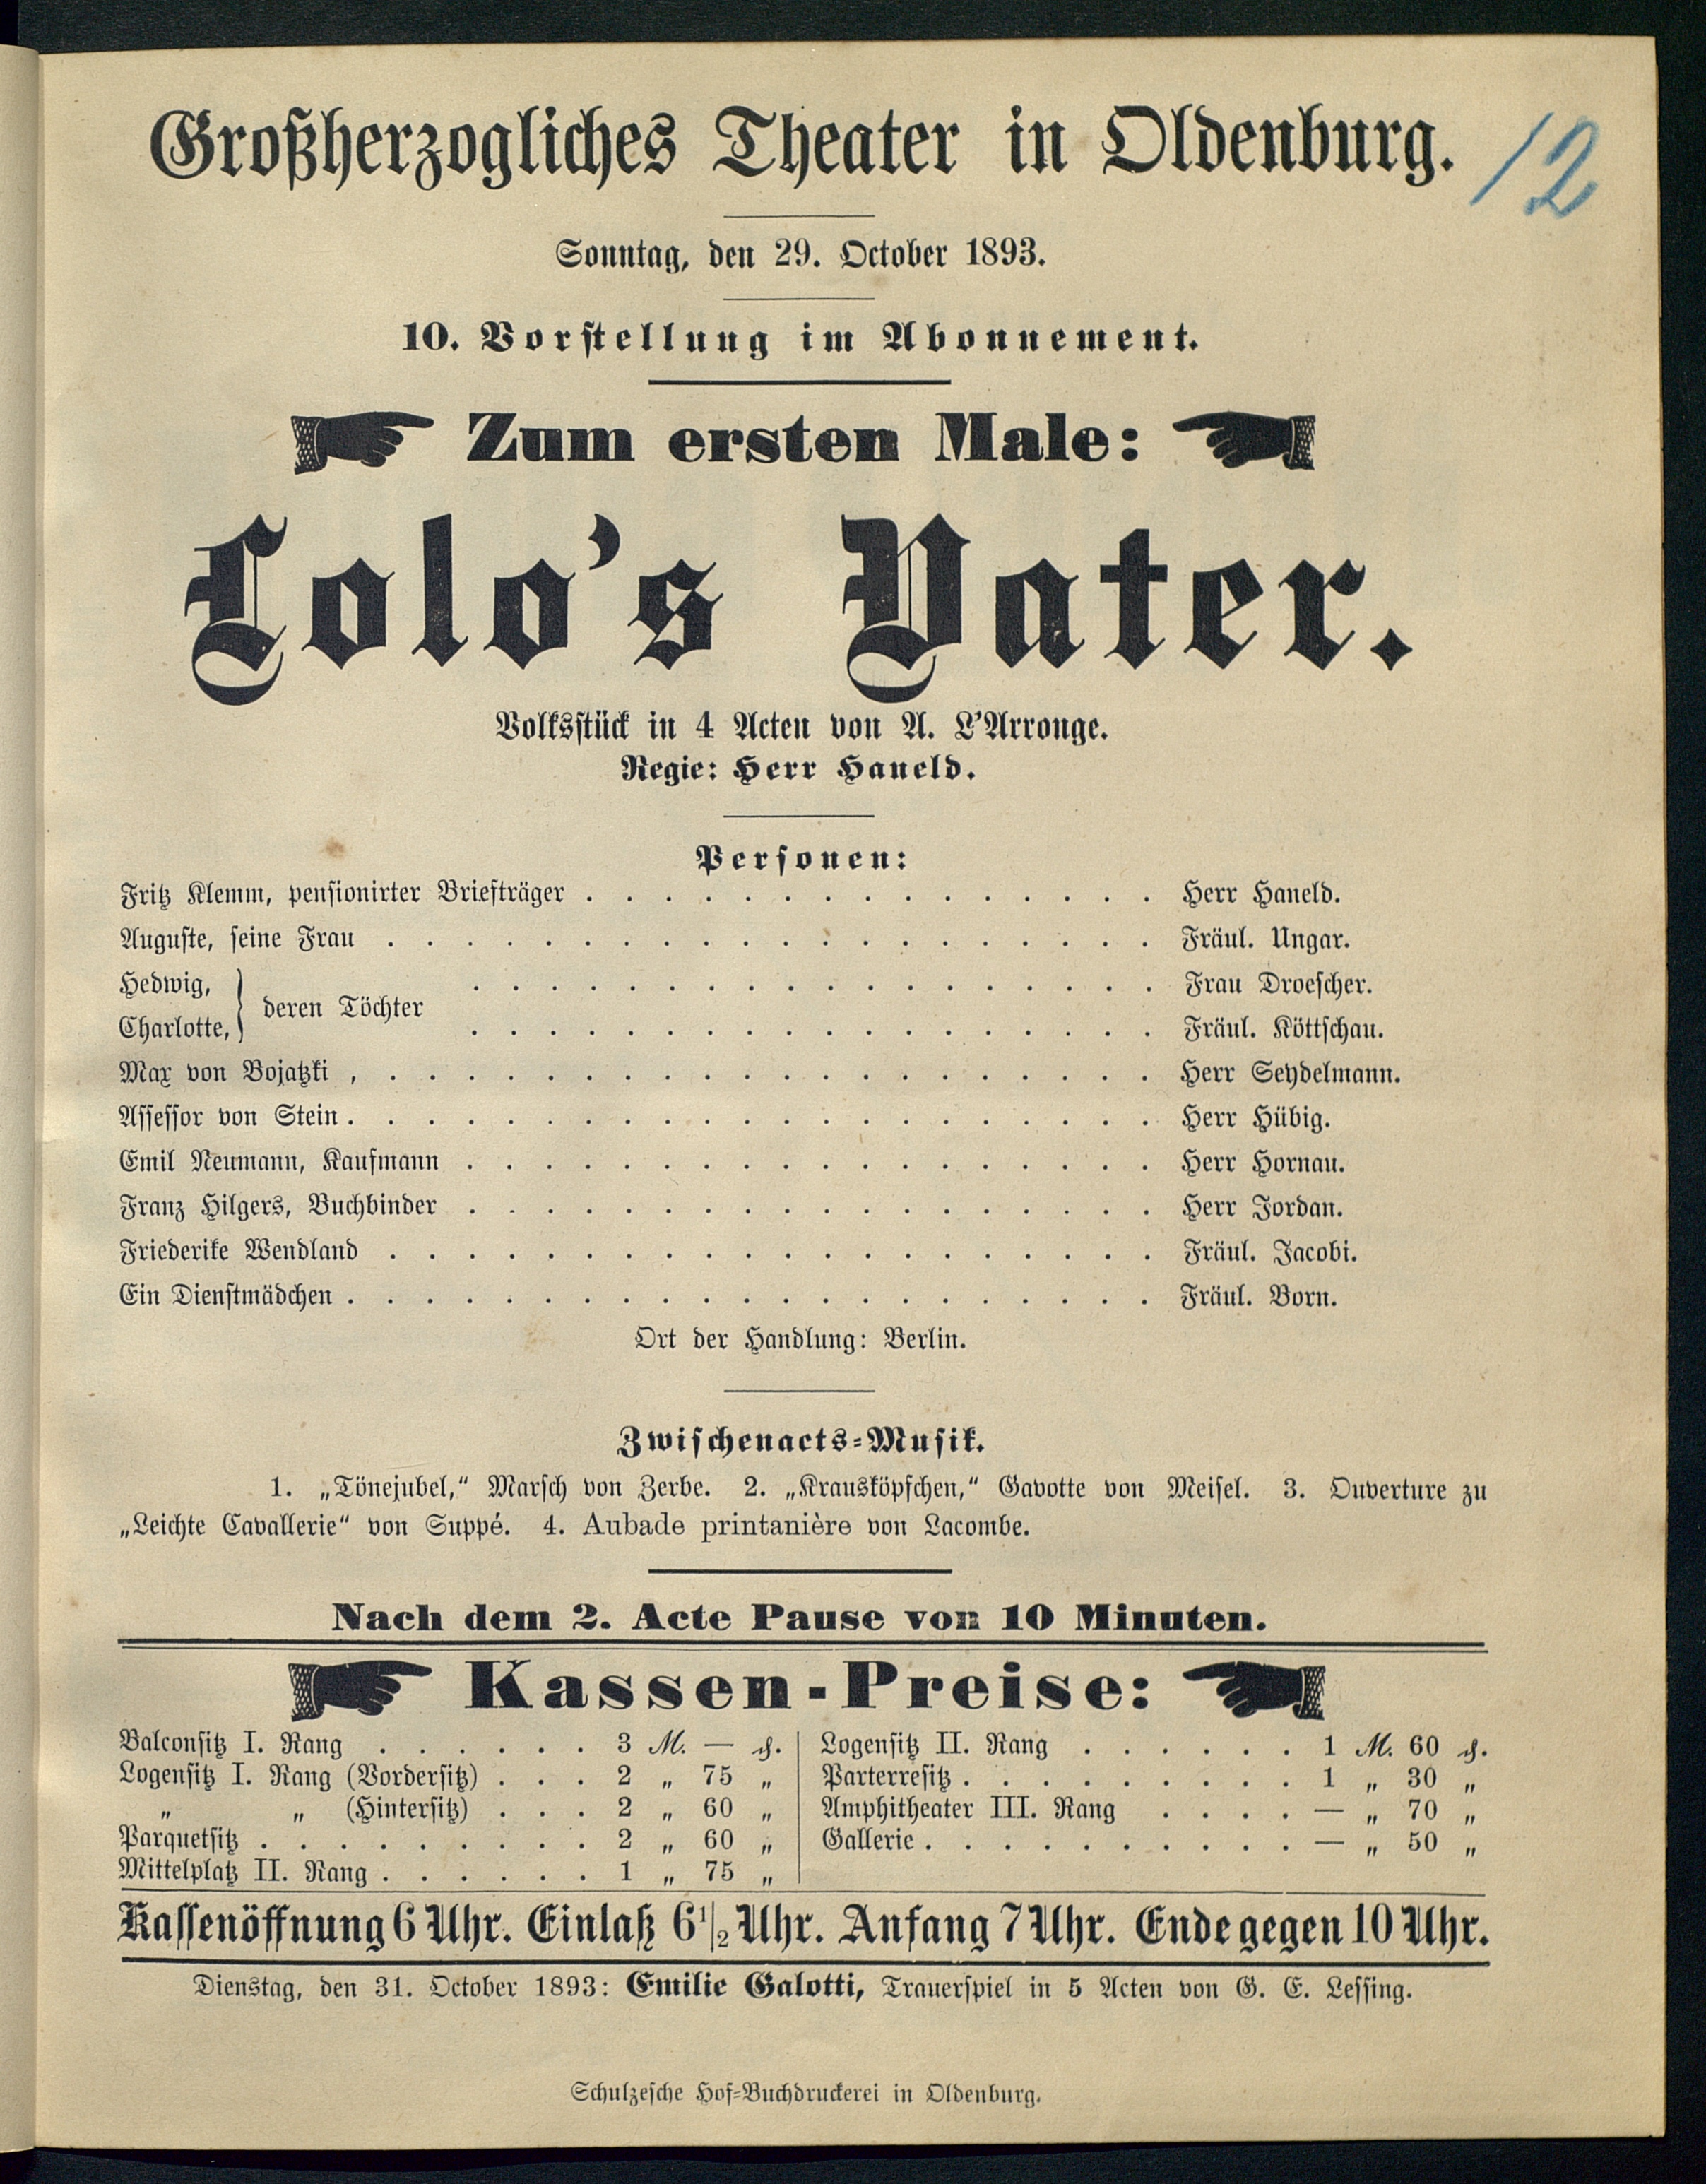 Großherzogliches Theater in Oldenburg.
12
Sonntag, den 29. October 1893.
10. Vorstellung im Abonnement.
Zum ersten Male:
Lolo's Vater.
Volksstück in 4 Acten von A. L'Arronge.
Regie: Herr Haneld.
Personen:
Fritz Klemm, pensionirter Briefträger . . . . . . . . . . . . . . . Herr Haneld.
Auguste, seine Frau . . . . . . . . . . . . . . . . . . . . Fräul. Ungar.
Hedwig, . . . . . . . . . . . . . . . . . . Frau Droescher.
deren Töchter
Charlotte, . . . . . . . . . . . . . . . . . . Fräul. Köttschau.
Max von Bojatzki , . . . . . . . . . . . . . . . . . . . . Herr Seydelmann.
Assessor von Stein . . . . . . . . . . . . . . . . . . . . . Herr Hübig.
Emil Neumann, Kaufmann . . . . . . . . . . . . . . . . . . Herr Hornau.
Franz Hilgers, Buchbinder . . . . . . . . . . . . . . . . . . Herr Jordan.
Friederike Wendland . . . . . . . . . . . . . . . . . . . . Fräul. Jacobi.
Ein Dienstmädchen . . . . . . . . . . . . . . . . . . . . . Fräul. Born.
Ort der Handlung: Berlin.
Zwischenacts-Musik.
1. „Tönejubel,“ Marsch von Zerbe. 2. „Krausköpfchen,“ Gavotte von Meisel. 3. Ouverture zu
„Leichte Cavallerie“ von Suppé. 4. Aubade printanière von Lacombe.
Nach dem 2. Acte Pause von 10 Minuten.
Kassen-Preise:
Balconsitz I. Rang . . . . . . 3 M. — ₰.
Logensitz I. Rang (Vordersitz) . . . 2 „ 75 „
„ „ (Hintersitz) . . . 2 „ 60 „
Parquetsitz . . . . . . . . . 2 „ 60 „
Mittelplatz II. Rang . . . . . . 1 „ 75 „
Logensitz II. Rang . . . . . . 1 M. 60 ₰.
Parterresitz . . . . . . . . . 1 „ 30 „
Amphitheater III. Rang . . . . — „ 70 „
Gallerie . . . . . . . . . . — „ 50 „
Kassenöffnung 6 Uhr. Einlaß 6 1/2 Uhr. Anfang 7 Uhr. Ende gegen 10 Uhr.
Dienstag, den 31. October 1893: Emilie Galotti, Trauerspiel in 5 Acten von G. E. Lessing.
Schulzesche Hof-Buchdruckerei in Oldenburg.